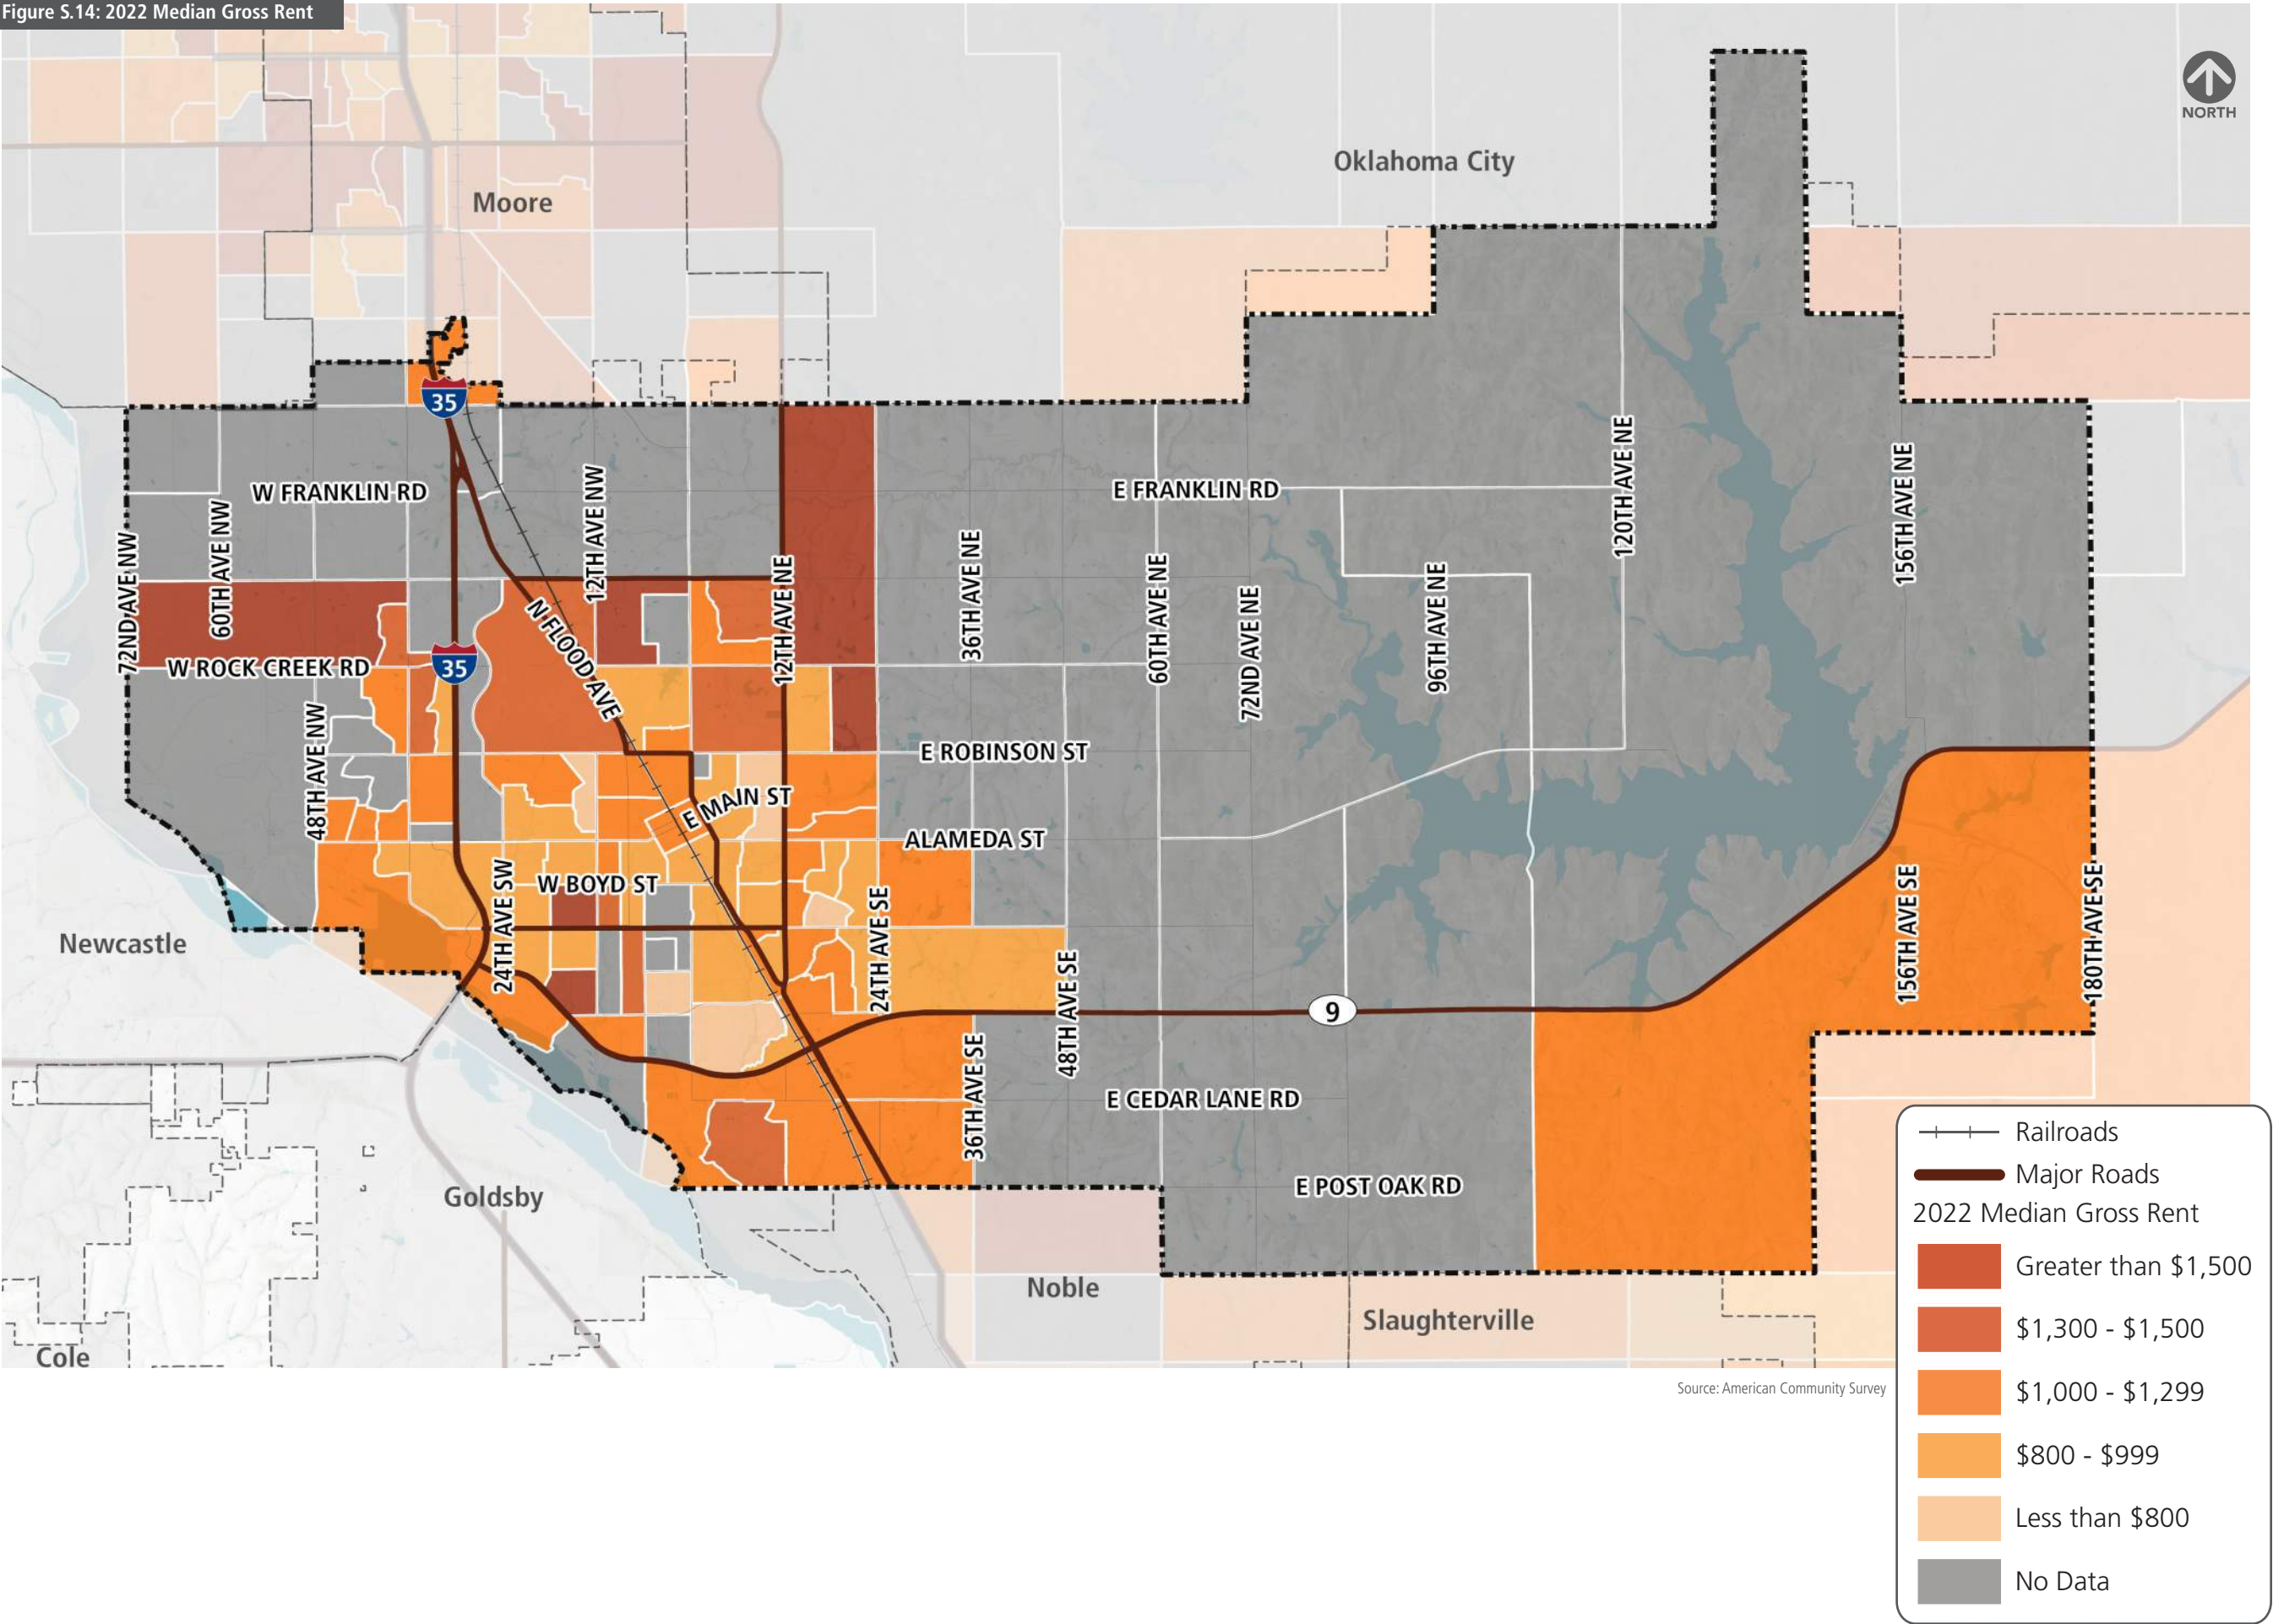 Figure S.14: 2022 Median Gross Rent
NORTH
Oklahoma City
Moore
35
W FRANKLIN RD
E FRANKLIN RD
72ND AVE NW
60TH AVE NW
12TH AVE NW
12TH AVE NE
36TH AVE NE
60TH AVE NE
72ND AVE NE
96TH AVE NE
120TH AVE NE
156TH AVE NE
N FLOOD AVE
W ROCK CREEK RD
35
48TH AVE NW
E ROBINSON ST
E MAIN ST
ALAMEDA ST
W BOYD ST
24TH AVE SW
24TH AVE SE
Newcastle
48TH AVE SE
156TH AVE SE
180TH AVE SE
9
36TH AVE SE
E CEDAR LANE RD
E POST OAK RD
Goldsby
Noble
Slaughterville
Cole
Source: American Community Survey
Railroads
Major Roads
2022 Median Gross Rent
Greater than $1,500
$1,300 - $1,500
$1,000 - $1,299
$800 - $999
Less than $800
No Data